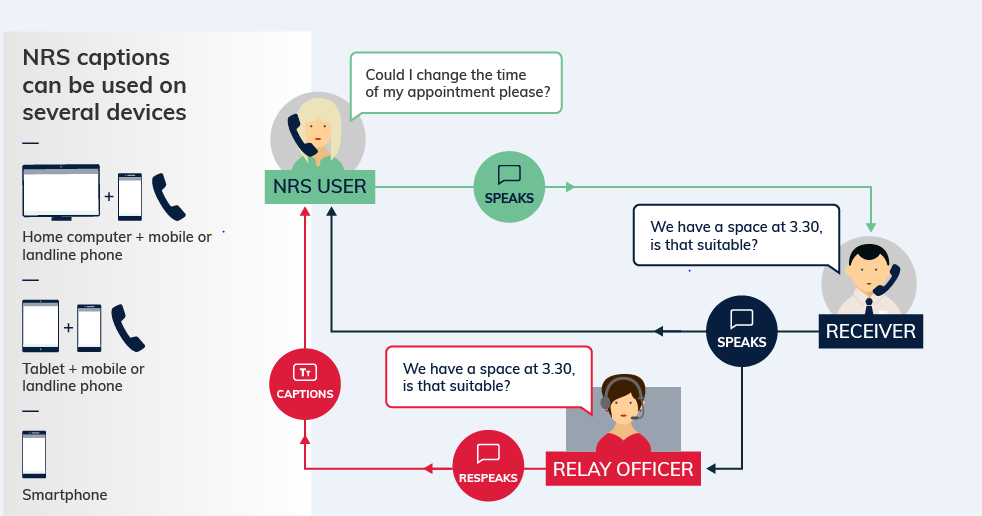 NRS captions
can be used on
several devices
+
Home computer + mobile or
landline phone
+
Tablet + mobile or
landline phone
Smartphone
Could I change the time
of my appointment please?
NRS USER
SPEAKS
We have a space at 3.30,
is that suitable?
RECEIVER
SPEAKS
We have a space at 3.30,
is that suitable?
RELAY OFFICER
RESPEAKS
TT
CAPTIONS